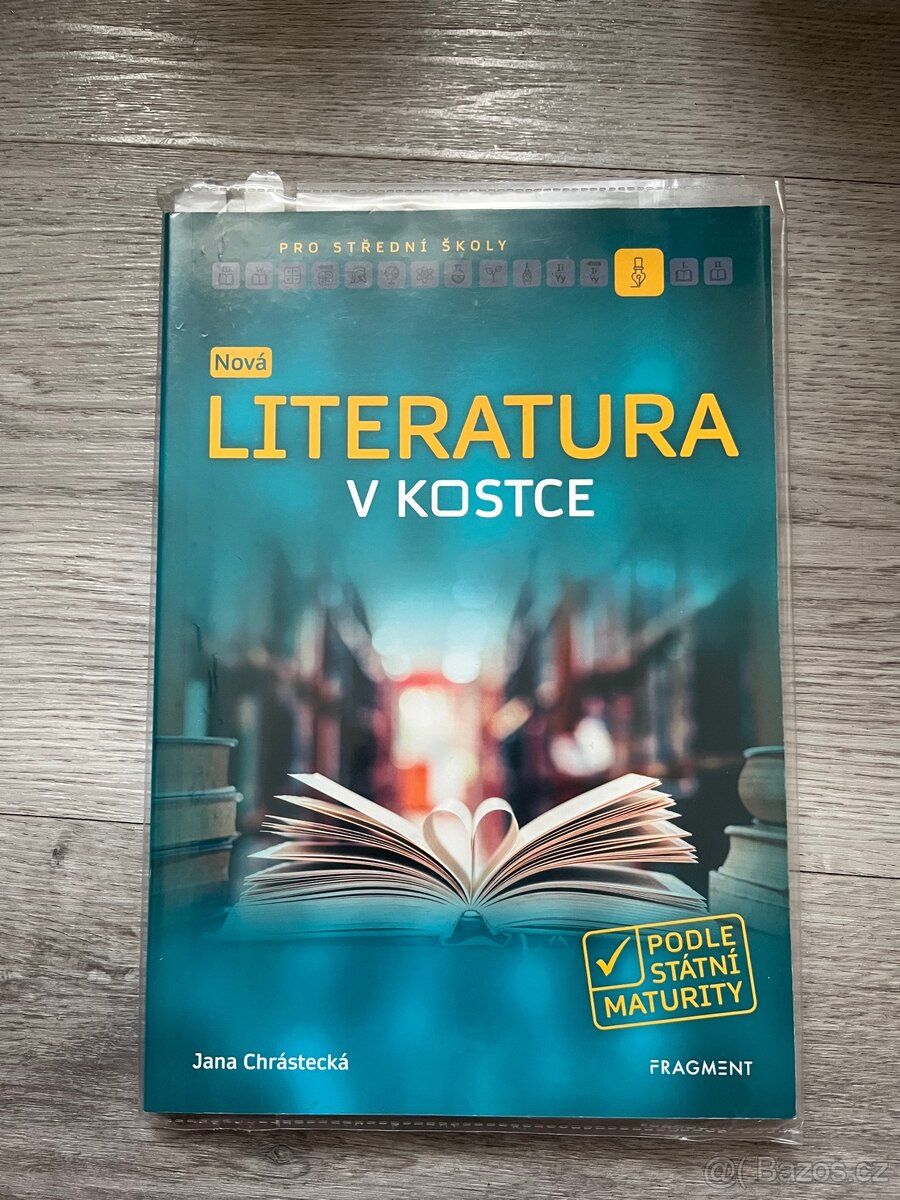 PRO STŘEDNÍ ŠKOLY
Nová
LITERATURA
V KOSTCE
PODLE
STÁTNÍ
MATURITY
Jana Chrástecká
FRAGMENT
@( Bazos.cz